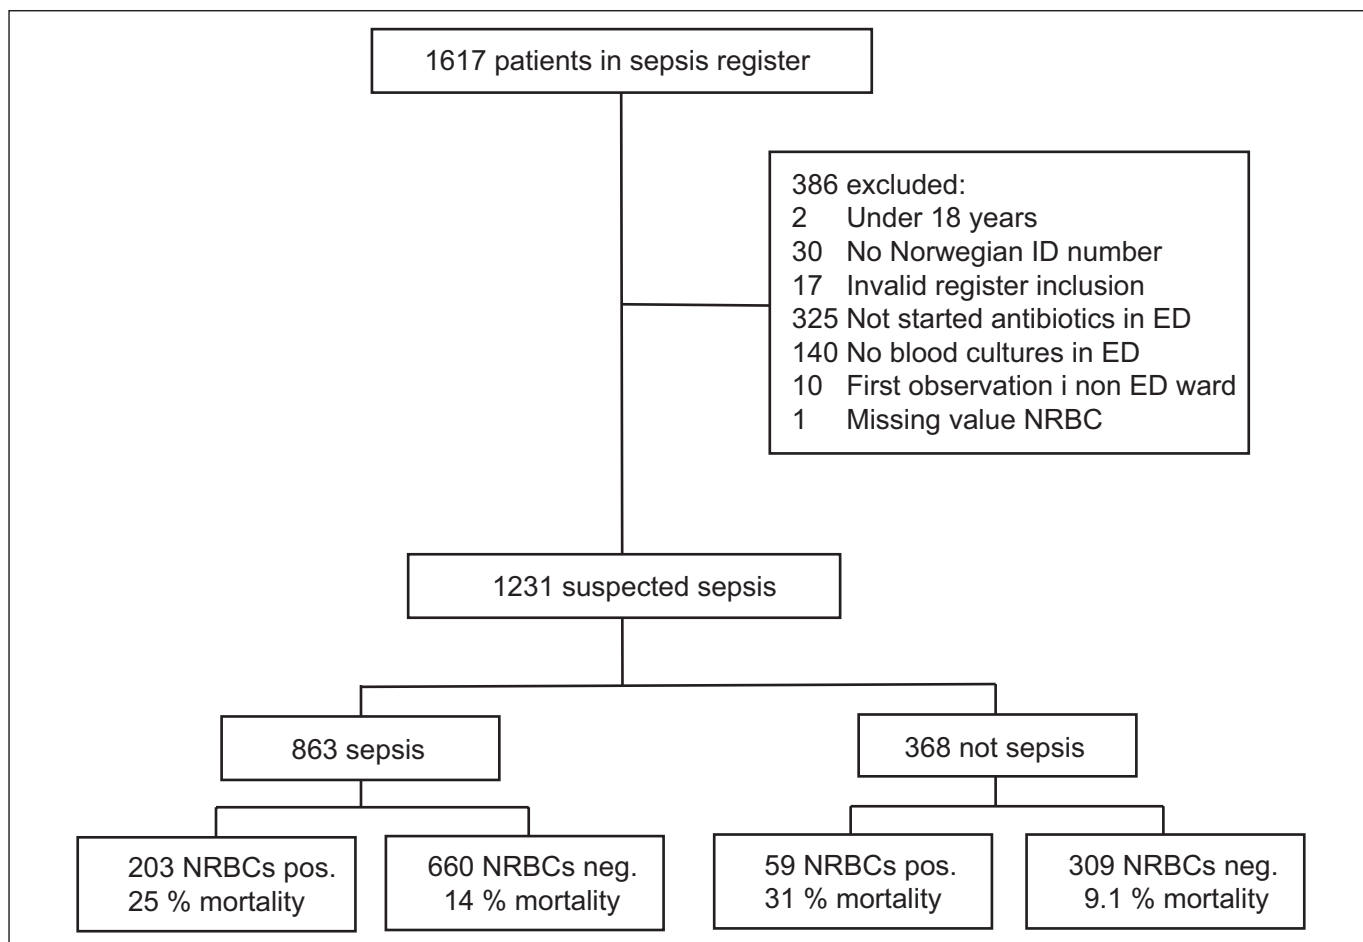 1617 patients in sepsis register
386 excluded:
2 Under 18 years
30 No Norwegian ID number
17 Invalid register inclusion
325 Not started antibiotics in ED
140 No blood cultures in ED
10 First observation i non ED ward
1 Missing value NRBC
1231 suspected sepsis
863 sepsis
368 not sepsis
203 NRBCs pos.
25 % mortality
660 NRBCs neg.
14 % mortality
59 NRBCs pos.
31 % mortality
309 NRBCs neg.
9.1 % mortality